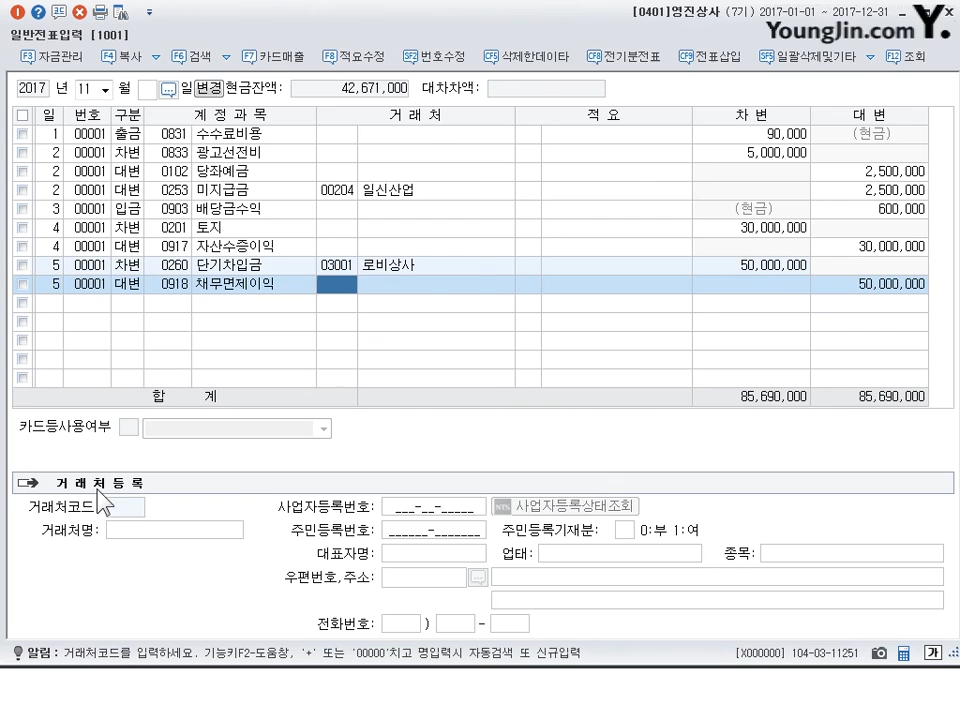 [0401]영진상사 (7기) 2017-01-01 ~ 2017-12-31
일반전표입력 [1001]
YoungJin.com Y.
F3 자금관리 F4 복사 F6 검색 F7 카드매출 F8 적요수정 SF2 번호수정 CF5 삭제한데이타 CF8 전기분전표 CF9 전표삽입 SF5 일괄삭제및기타 F12 조회
2017 년 11 월 일 변경 현금잔액: 42,671,000 대차차액:
일 번호 구분 계 정 과 목 거 래 처 적 요 차 변 대 변
1 00001 출금 0831 수수료비용 90,000 (현금)
2 00001 차변 0833 광고선전비 5,000,000
2 00001 대변 0102 당좌예금 2,500,000
2 00001 대변 0253 미지급금 00204 일신산업 2,500,000
3 00001 입금 0903 배당금수익 (현금) 600,000
4 00001 차변 0201 토지 30,000,000
4 00001 대변 0917 자산수증이익 30,000,000
5 00001 차변 0260 단기차입금 03001 로비상사 50,000,000
5 00001 대변 0918 채무면제이익 50,000,000
합 계 85,690,000 85,690,000
카드등사용여부
거 래 처 등 록
거래처코드 사업자등록번호: ___-__-_____ NTS 사업자등록상태조회
거래처명: 주민등록번호: ______-_______ 주민등록기재분: 0:부 1:여
대표자명: 업태: 종목:
우편번호,주소:
전화번호: ) -
알림 : 거래처코드를 입력하세요. 기능키F2-도움창, '+' 또는 '00000'치고 명입력시 자동검색 또 신규입력 [X000000] 104-03-11251 가